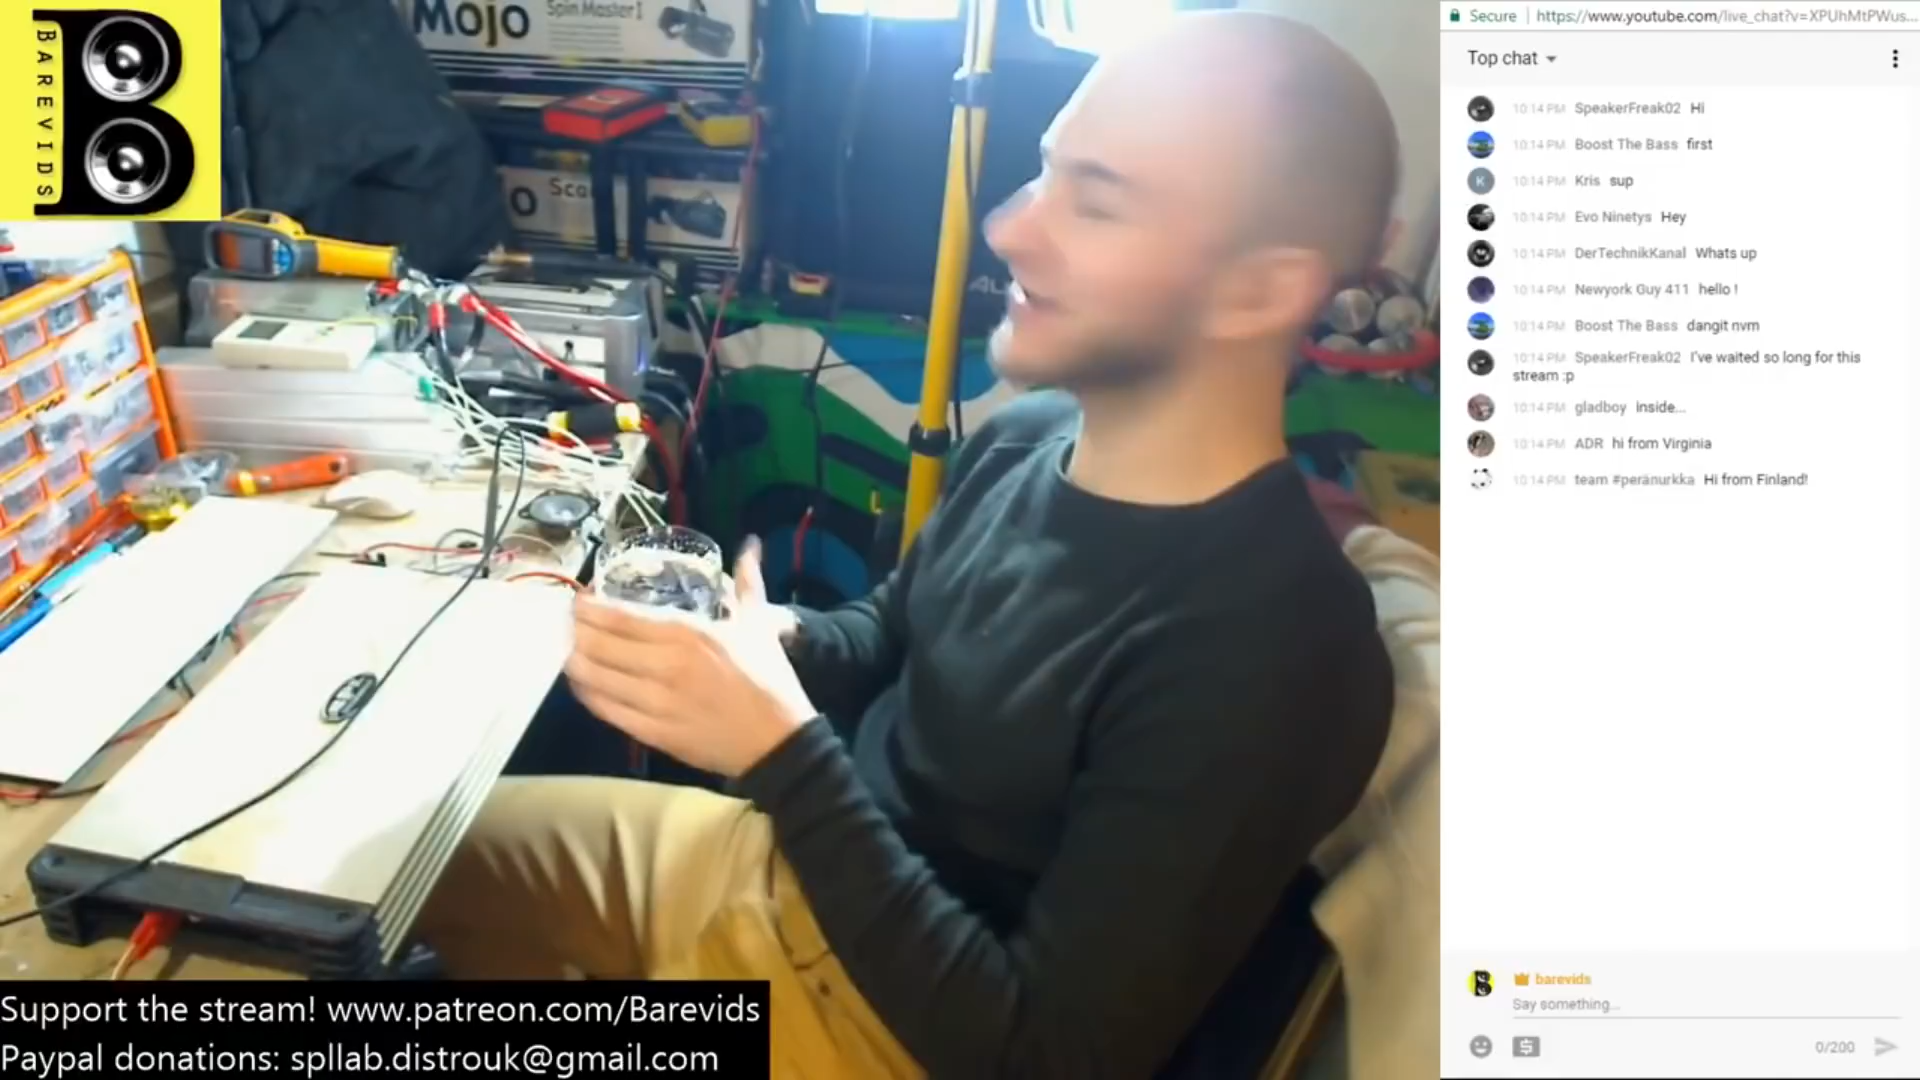 BAREVIDS
Mojo
Spin Master I
O
Sco
Support the stream! www.patreon.com/Barevids
Paypal donations: spllab.distrouk@gmail.com
Secure https://www.youtube.com/live_chat?v=XPUhMtPWus...
Top chat
10:14 PM SpeakerFreak02 Hi
10:14 PM Boost The Bass first
K 10:14 PM Kris sup
10:14 PM Evo Ninetys Hey
10:14 PM DerTechnikKanal Whats up
10:14 PM Newyork Guy 411 hello !
10:14 PM Boost The Bass dangit nvm
10:14 PM SpeakerFreak02 I've waited so long for this
stream :p
10:14 PM gladboy inside...
10:14 PM ADR hi from Virginia
10:14 PM team #peränurkka Hi from Finland!
barevids
Say something...
0/200